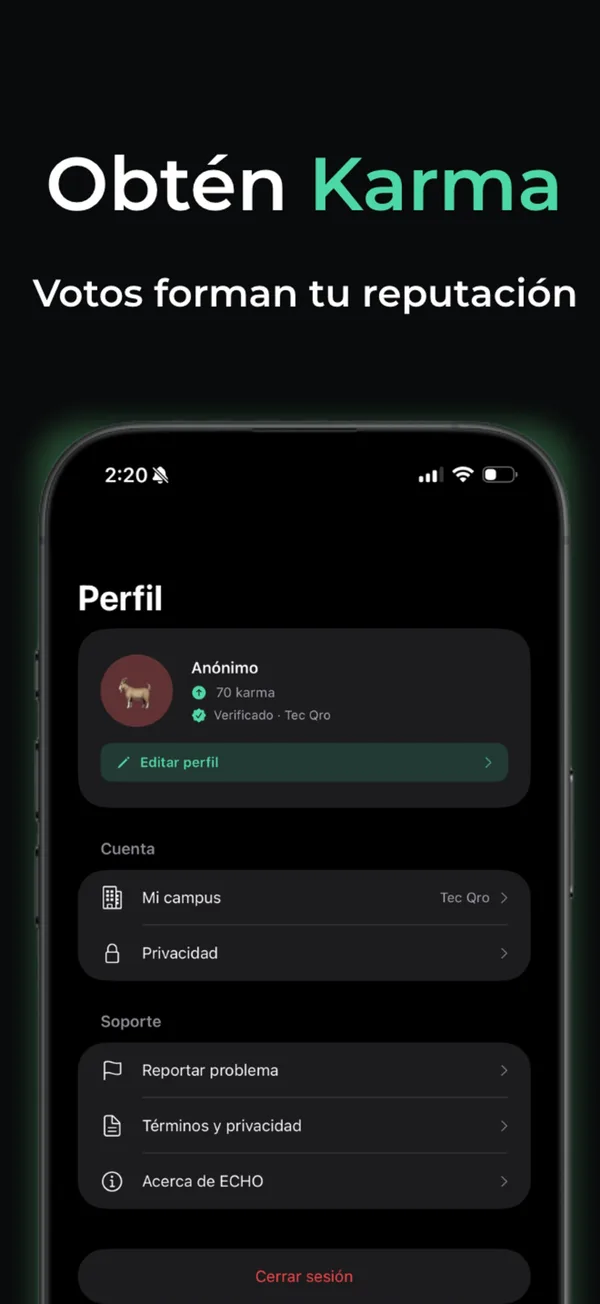 Obtén Karma
Votos forman tu reputación
2:20
Perfil
Anónimo
70 karma
Verificado · Tec Qro
Editar perfil
Cuenta
Mi campus
Tec Qro
Privacidad
Soporte
Reportar problema
Términos y privacidad
Acerca de ECHO
Cerrar sesión